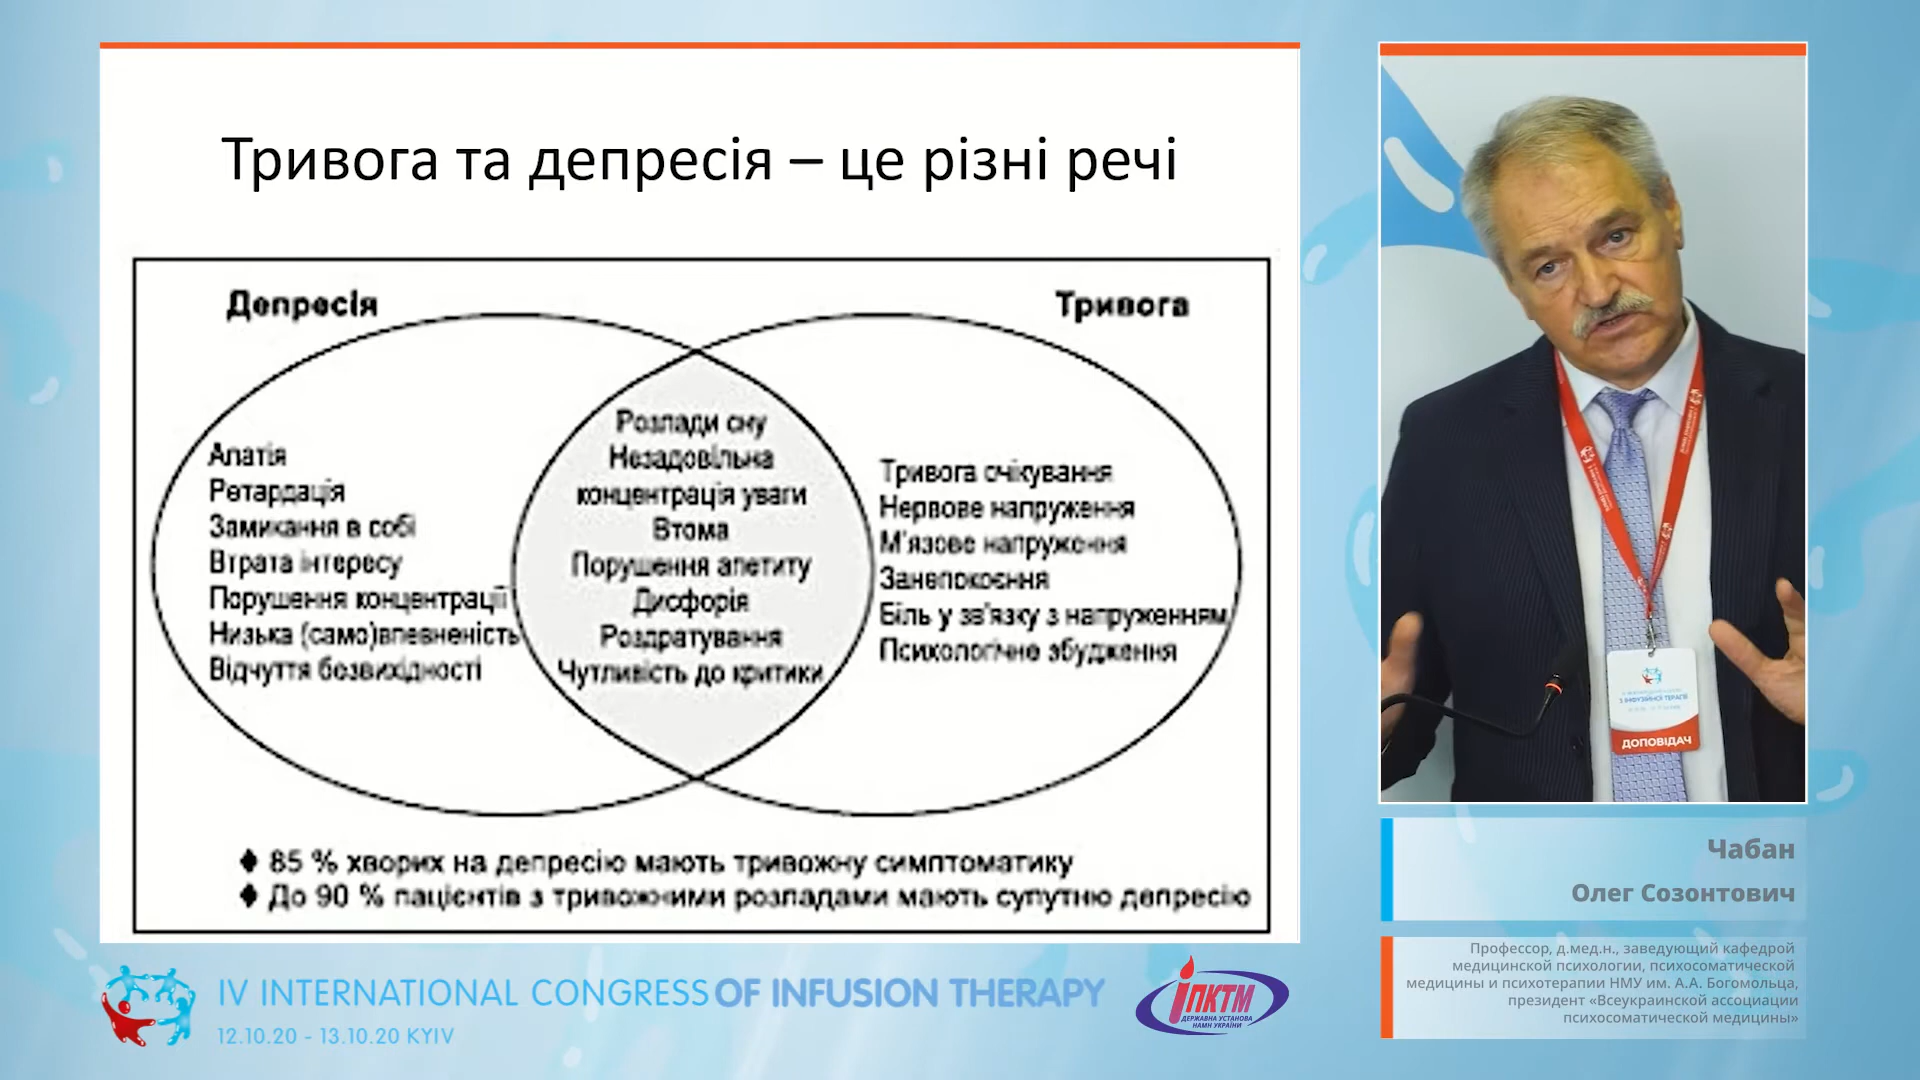 Тривога та депресія – це різні речі
Депресія
Тривога
Апатія
Ретардація
Замикання в собі
Втрата інтересу
Порушення концентрації
Низька (само)впевненість
Відчуття безвихідності
Розлади сну
Незадовільна
концентрація уваги
Втома
Порушення апетиту
Дисфорія
Роздратування
Чутливість до критики
Тривога очікування
Нервове напруження
М'язове напруження
Занепокоєння
Біль у зв'язку з напруженням
Психологічне збудження
♦ 85 % хворих на депресію мають тривожну симптоматику
♦ До 90 % пацієнтів з тривожними розладами мають супутню депресію
IV INTERNATIONAL CONGRESS OF INFUSION THERAPY
12.10.20 - 13.10.20 KYIV
ІПКТМ
ДЕРЖАВНА УСТАНОВА
НАМН УКРАЇНИ
З ІНФУЗІЙНОЇ ТЕРАПІЇ
ДОПОВІДАЧ
Чабан
Олег Созонтович
Профессор, д.мед.н., заведующий кафедрой
медицинской психологии, психосоматической
медицины и психотерапии НМУ им. А.А. Богомольца,
президент «Всеукраинской ассоциации
психосоматической медицины»